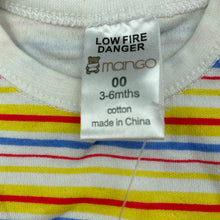 LOW FIRE
DANGER
mango
00
3-6mths
cotton
made in China